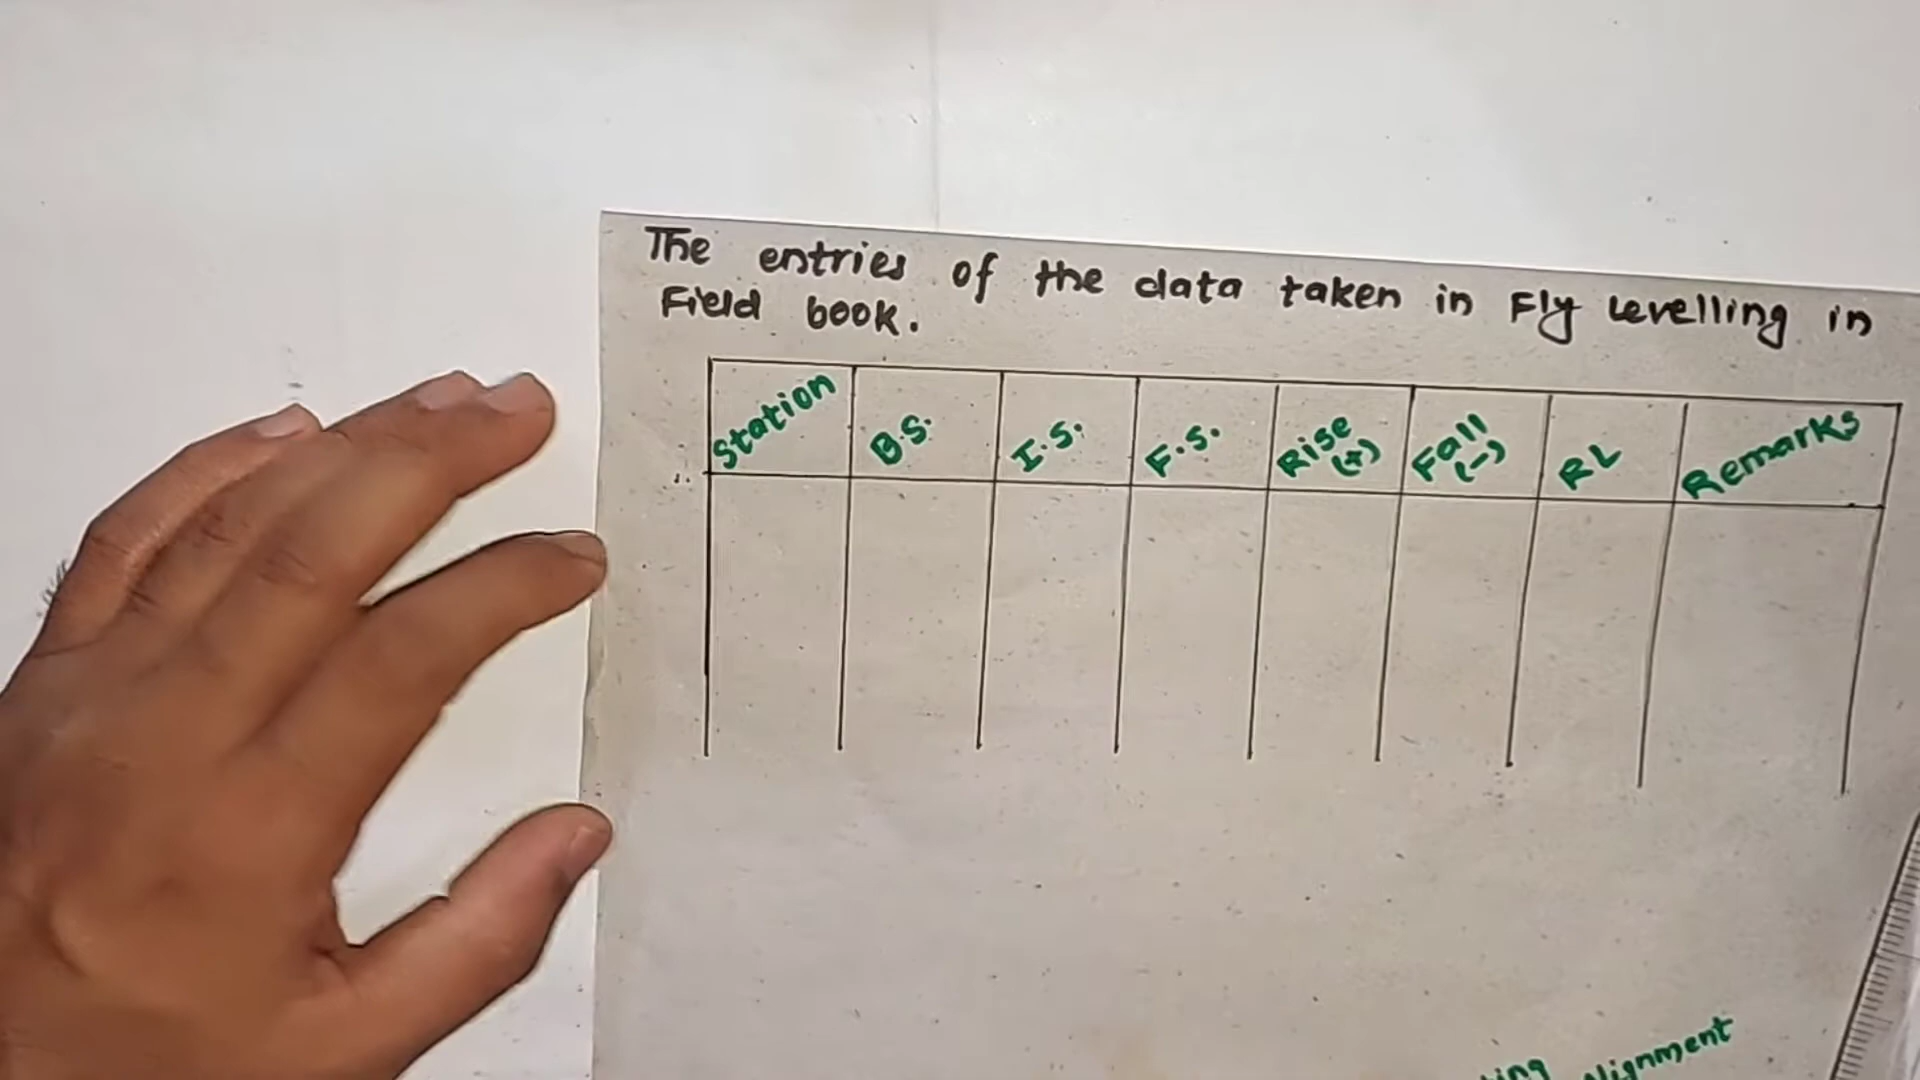 The entries of the data taken in Fly levelling in
Field book.
Station B.S. I.S. F.S. Rise (+) Fall (-) RL Remarks